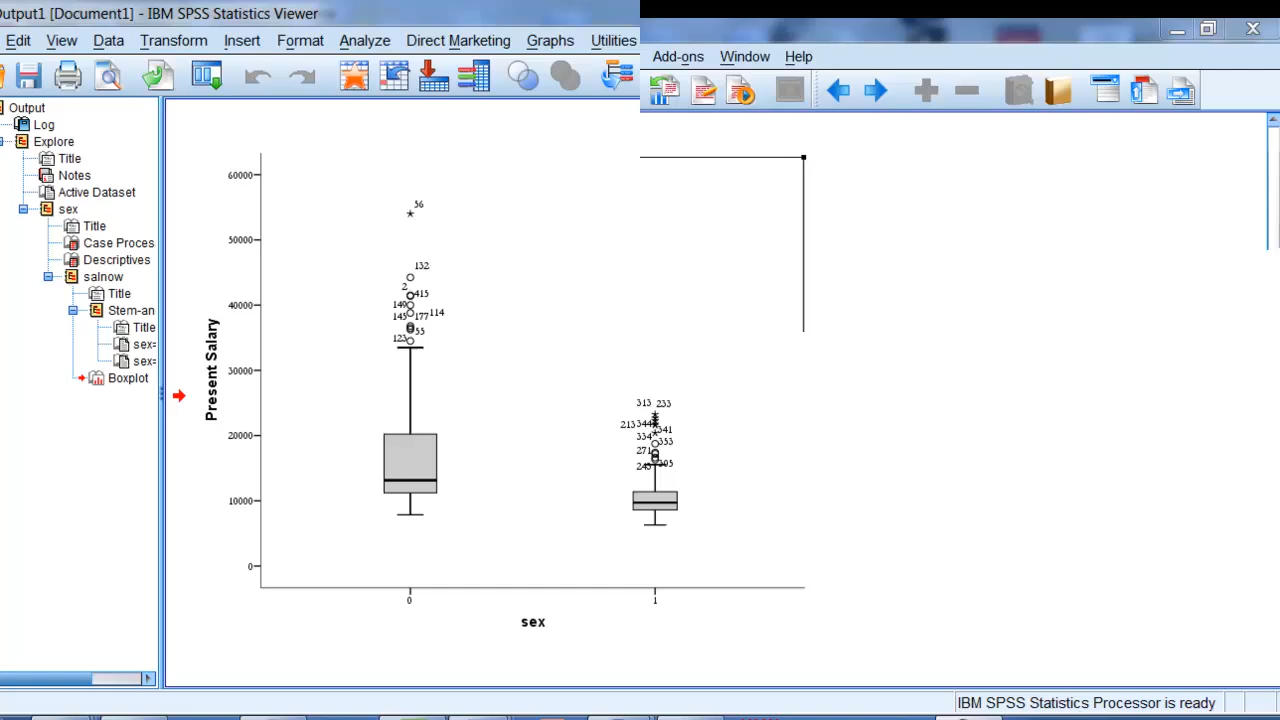 Output1 [Document1] - IBM SPSS Statistics Viewer
Edit View Data Transform Insert Format Analyze Direct Marketing Graphs Utilities Add-ons Window Help
Output
Log
Explore
Title
Notes
Active Dataset
sex
Title
Case Proces
Descriptives
salnow
Title
Stem-an
Title
sex=
sex=
Boxplot
Present Salary
60000
50000
40000
30000
20000
10000
0
56
132
2 415
149
145 177 114
55
123
313 233
213 344
341
334
353
271
245 305
0 1
sex
IBM SPSS Statistics Processor is ready